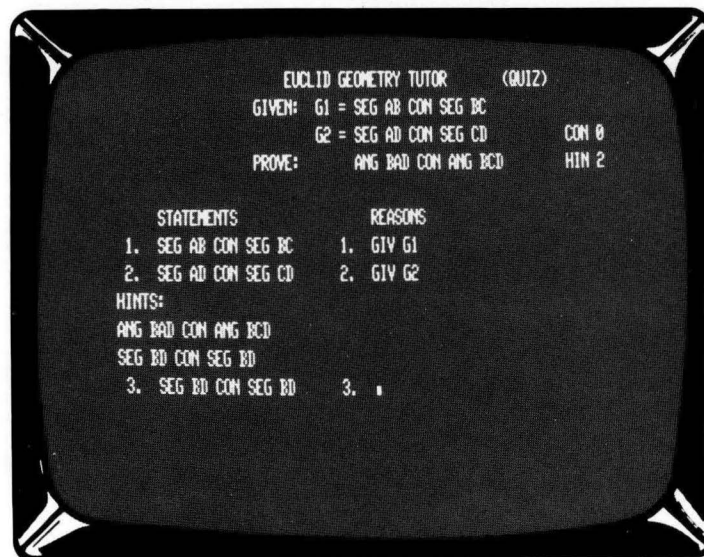 EUCLID GEOMETRY TUTOR (QUIZ)
GIVEN: G1 = SEG AB CON SEG BC
G2 = SEG AD CON SEG CD CON 0
PROVE: ANG BAD CON ANG BCD HIN 2
STATEMENTS REASONS
1. SEG AB CON SEG BC 1. GIV G1
2. SEG AD CON SEG CD 2. GIV G2
HINTS:
ANG BAD CON ANG BCD
SEG BD CON SEG BD
3. SEG BD CON SEG BD 3.